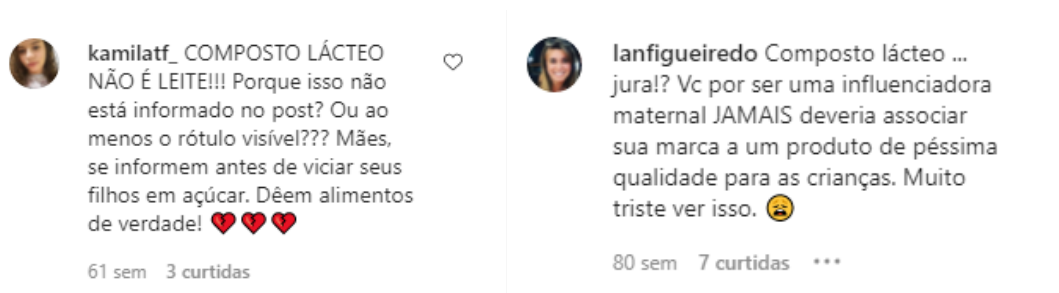 kamilatf_ COMPOSTO LÁCTEO
NÃO É LEITE!!! Porque isso não
está informado no post? Ou ao
menos o rótulo visível??? Mães,
se informem antes de viciar seus
filhos em açúcar. Dêem alimentos
de verdade! 💔💔💔
61 sem 3 curtidas
lanfigueiredo Composto lácteo ...
jura!? Vc por ser uma influenciadora
maternal JAMAIS deveria associar
sua marca a um produto de péssima
qualidade para as crianças. Muito
triste ver isso. 😩
80 sem 7 curtidas •••